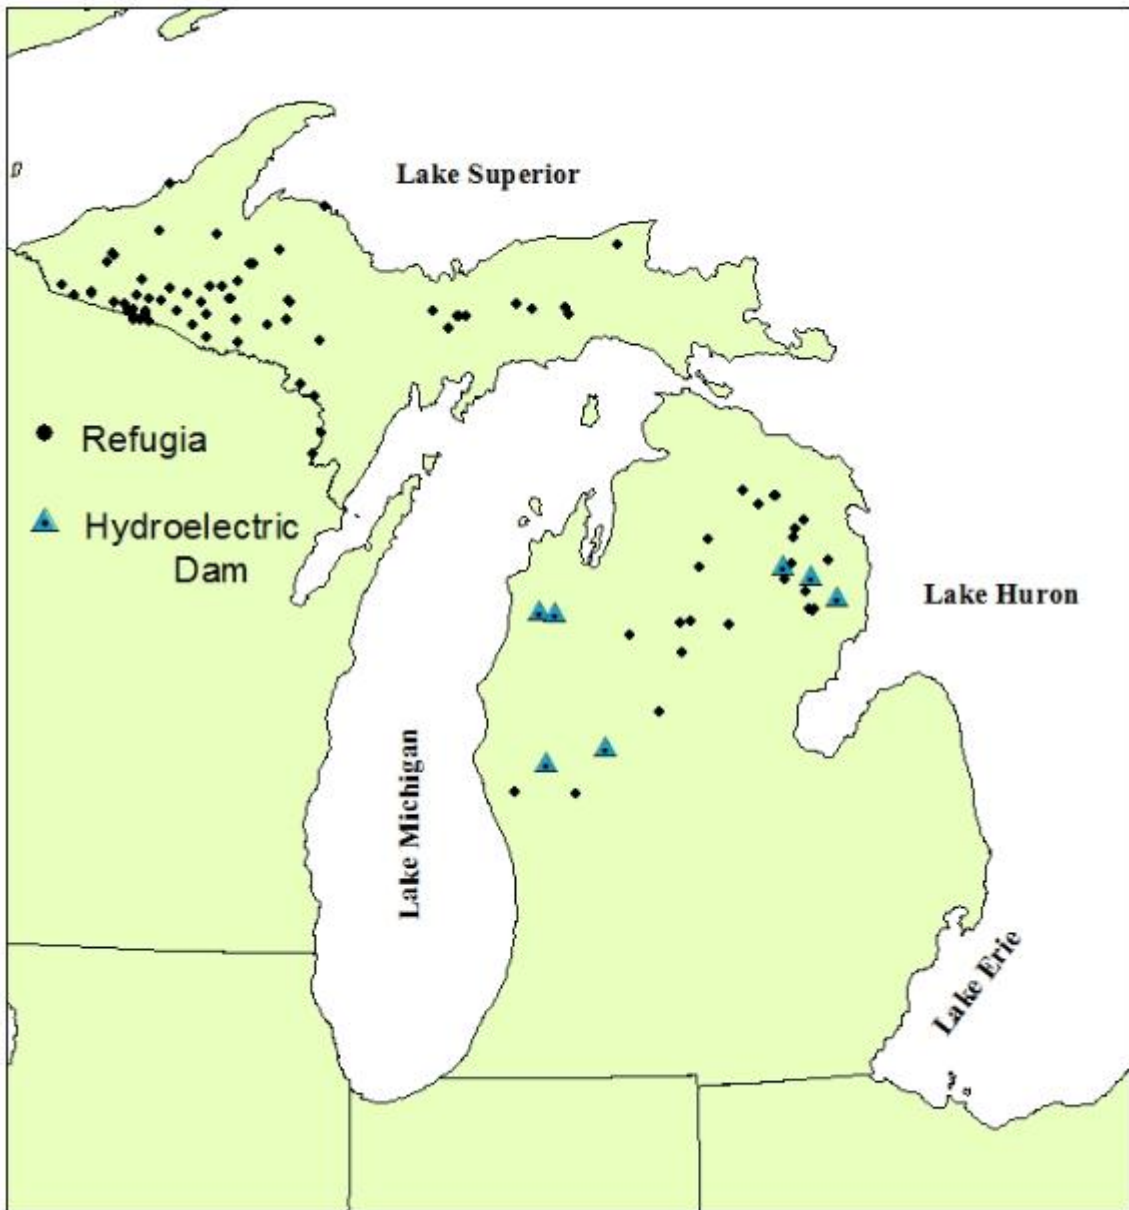 Lake Superior
Refugia
Hydroelectric
Dam
Lake Huron
Lake Michigan
Lake Erie